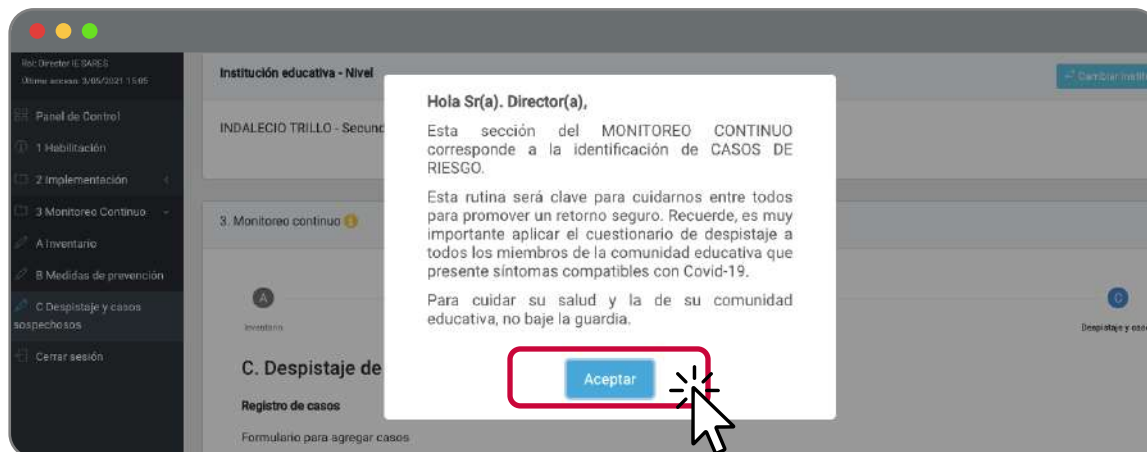 Rol: Director IE SARES
Último acceso: 3/05/2021 15:05
Panel de Control
1 Habilitación
2 Implementación
3 Monitoreo Continuo
A Inventario
B Medidas de prevención
C Despistaje y casos
sospechosos
Cerrar sesión
Institución educativa - Nivel
Cambiar
INDALECIO TRILLO - Secund
3. Monitoreo continuo
A
Inventario
C
Despistaje y
C. Despistaje de
Registro de casos
Formulario para agregar casos
Hola Sr(a). Director(a),
Esta sección del MONITOREO CONTINUO
corresponde a la identificación de CASOS DE
RIESGO.
Esta rutina será clave para cuidarnos entre todos
para promover un retorno seguro. Recuerde, es muy
importante aplicar el cuestionario de despistaje a
todos los miembros de la comunidad educativa que
presente síntomas compatibles con Covid-19.
Para cuidar su salud y la de su comunidad
educativa, no baje la guardia.
Aceptar